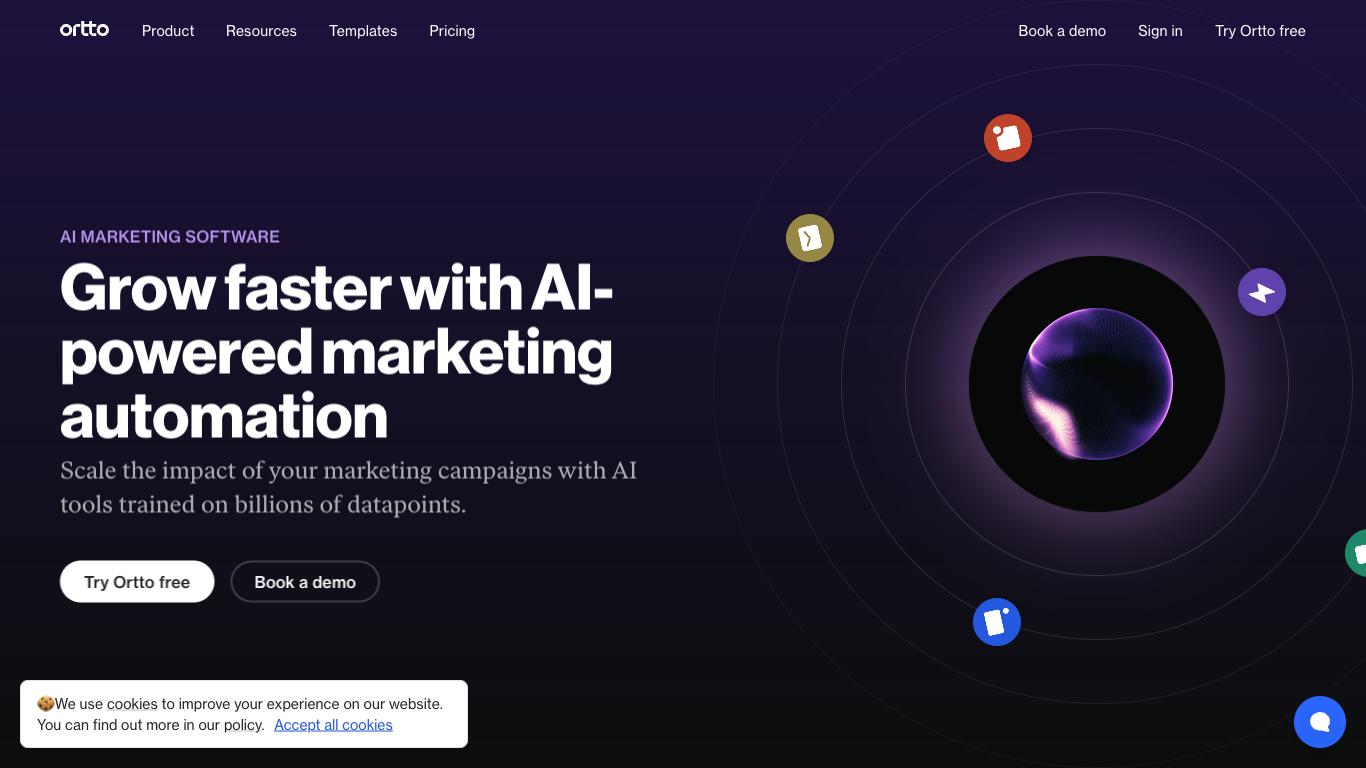 ortto Product Resources Templates Pricing Book a demo Sign in Try Ortto free
AI MARKETING SOFTWARE
Grow faster with AI-
powered marketing
automation
Scale the impact of your marketing campaigns with AI
tools trained on billions of datapoints.
Try Ortto free Book a demo
🍪We use cookies to improve your experience on our website.
You can find out more in our policy. Accept all cookies